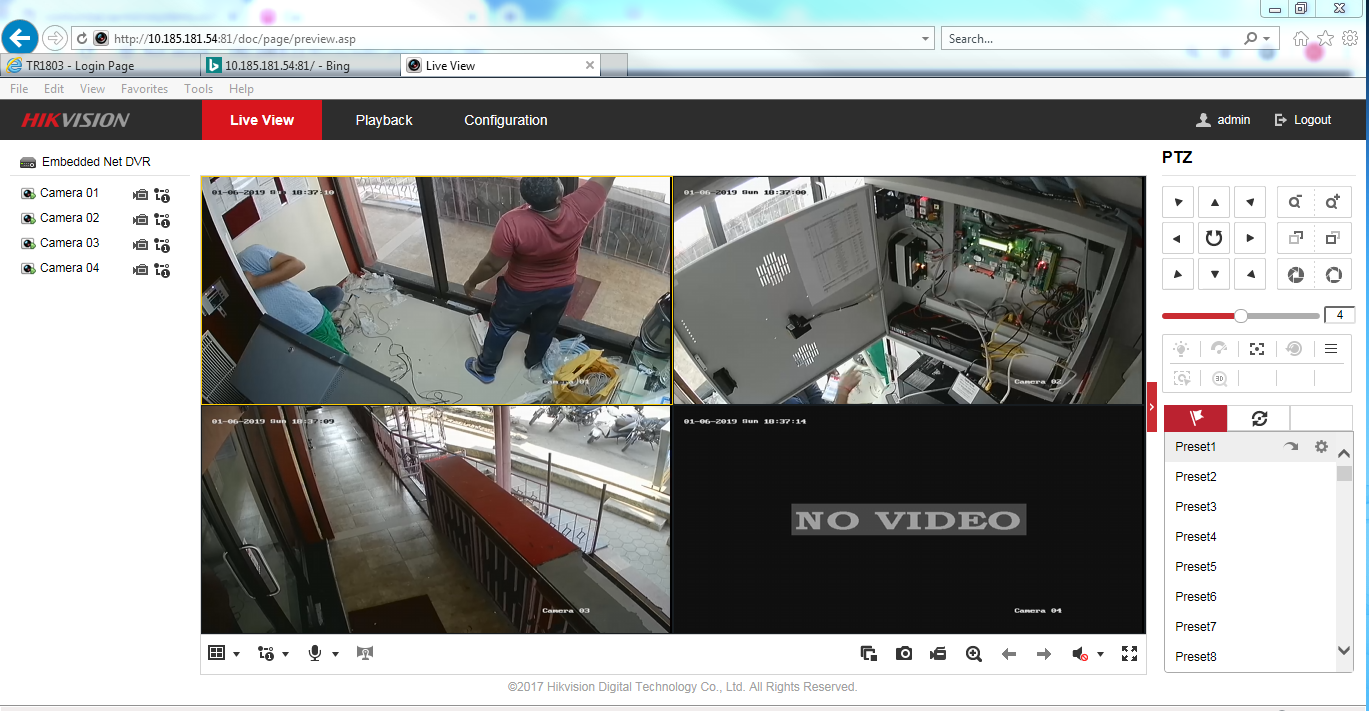 http://10.185.181.54:81/doc/page/preview.asp
Search...
TR1803 - Login Page
10.185.181.54:81/ - Bing
Live View
File Edit View Favorites Tools Help
HIKVISION
Live View
Playback
Configuration
admin
Logout
Embedded Net DVR
Camera 01
Camera 02
Camera 03
Camera 04
01-06-2019 Sun 18:37:10
Camera 01
01-06-2019 Sun 18:37:00
Camera 02
01-06-2019 Sun 18:37:09
Camera 03
01-06-2019 Sun 18:37:14
NO VIDEO
Camera 04
PTZ
4
3D
Preset1
Preset2
Preset3
Preset4
Preset5
Preset6
Preset7
Preset8
©2017 Hikvision Digital Technology Co., Ltd. All Rights Reserved.